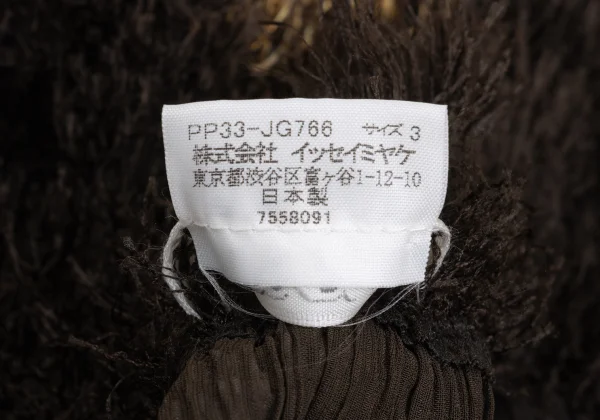 PP33-JG766 サイズ 3
株式会社 イッセイミヤケ
東京都渋谷区富ヶ谷1-12-10
日本製
7558091